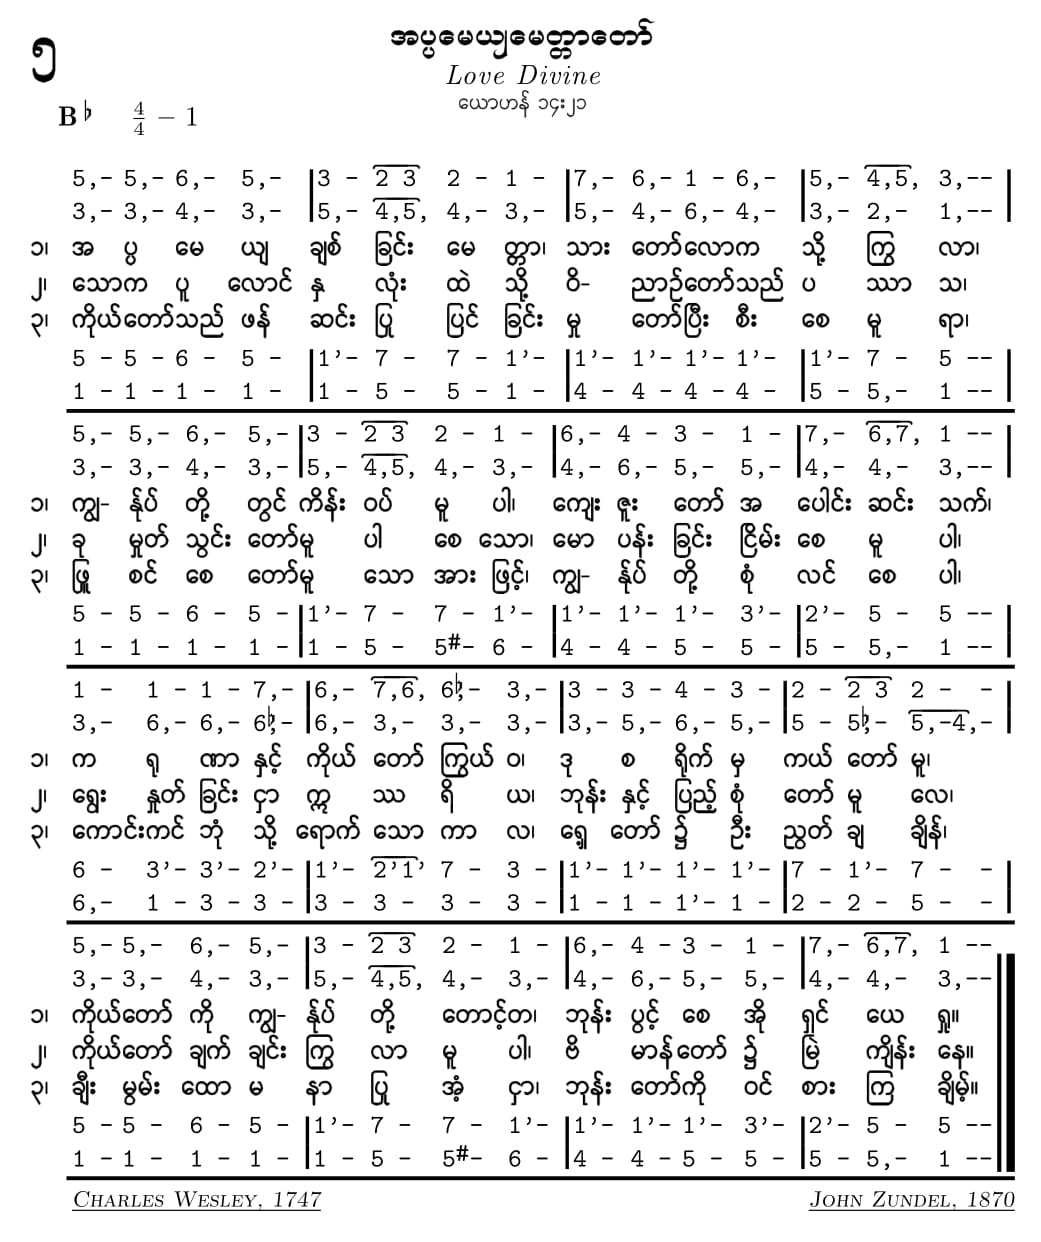 ၅
အပ္ပမေယျမေတ္တာတော်
Love Divine
ယောဟန် ၁၄း၂၁
B♭ 4/4 – 1
5,– 5,– 6,– 5,– |3 – 2 3 2 – 1 – |7,– 6,– 1 – 6,– |5,– 4,5, 3,–– |
3,– 3,– 4,– 3,– |5,– 4,5, 4,– 3,– |5,– 4,– 6,– 4,– |3,– 2,– 1,–– |
၁၊ အ ပ္ပ မေ ယျ ချစ် ခြင်း မေ တ္တာ၊ သား တော်လောက သို့ ကြွ လာ၊
၂၊ သောက ပူ လောင် နှ လုံး ထဲ သို့ ဝိ– ညာဉ်တော်သည် ပ ဿာ သ၊
၃၊ ကိုယ်တော်သည် ဖန် ဆင်း ပြု ပြင် ခြင်း မှု တော်ပြီး စီး စေ မူ ရာ၊
5 – 5 – 6 – 5 – |1’– 7 – 7 – 1’– |1’– 1’– 1’– 1’– |1’– 7 – 5 –– |
1 – 1 – 1 – 1 – |1 – 5 – 5 – 1 – |4 – 4 – 4 – 4 – |5 – 5,– 1 –– |
5,– 5,– 6,– 5,– |3 – 2 3 2 – 1 – |6,– 4 – 3 – 1 – |7,– 6,7, 1 –– |
3,– 3,– 4,– 3,– |5,– 4,5, 4,– 3,– |4,– 6,– 5,– 5,– |4,– 4,– 3,–– |
၁၊ ကျွ– န်ုပ် တို့ တွင် ကိန်း ဝပ် မူ ပါ၊ ကျေး ဇူး တော် အ ပေါင်း ဆင်း သက်၊
၂၊ ခု မှုတ် သွင်း တော်မူ ပါ စေ သော၊ မော ပန်း ခြင်း ငြိမ်း စေ မူ ပါ၊
၃၊ ဖြူ စင် စေ တော်မူ သော အား ဖြင့်၊ ကျွ– န်ုပ် တို့ စုံ လင် စေ ပါ၊
5 – 5 – 6 – 5 – |1’– 7 – 7 – 1’– |1’– 1’– 1’– 3’– |2’– 5 – 5 –– |
1 – 1 – 1 – 1 – |1 – 5 – 5#– 6 – |4 – 4 – 5 – 5 – |5 – 5,– 1 –– |
1 – 1 – 1 – 7,– |6,– 7,6, 6♭,– 3,– |3 – 3 – 4 – 3 – |2 – 2 3 2 – – |
3,– 6,– 6,– 6♭,– |6,– 3,– 3,– 3,– |3,– 5,– 6,– 5,– |5 – 5♭,– 5,–4,– |
၁၊ က ရု ဏာ နှင့် ကိုယ် တော် ကြွယ် ဝ၊ ဒု စ ရိုက် မှ ကယ် တော် မူ၊
၂၊ ရွေး နှုတ် ခြင်း ငှာ ဣ ဿ ရိ ယ၊ ဘုန်း နှင့် ပြည့် စုံ တော် မူ လေ၊
၃၊ ကောင်းကင် ဘုံ သို့ ရောက် သော ကာ လ၊ ရှေ့ တော် ၌ ဦး ညွတ် ချ ချိန်၊
6 – 3’– 3’– 2’– |1’– 2’1’ 7 – 3 – |1’– 1’– 1’– 1’– |7 – 1’– 7 – – |
6,– 1 – 3 – 3 – |3 – 3 – 3 – 3 – |1 – 1 – 1’– 1 – |2 – 2 – 5 – – |
5,– 5,– 6,– 5,– |3 – 2 3 2 – 1 – |6,– 4 – 3 – 1 – |7,– 6,7, 1 ––
3,– 3,– 4,– 3,– |5,– 4,5, 4,– 3,– |4,– 6,– 5,– 5,– |4,– 4,– 3,––
၁၊ ကိုယ်တော် ကို ကျွ– န်ုပ် တို့ တောင့်တ၊ ဘုန်း ပွင့် စေ အို ရှင် ယေ ရှု။
၂၊ ကိုယ်တော် ချက် ချင်း ကြွ လာ မူ ပါ၊ ဗိ မာန်တော် ၌ မြဲ ကျိန်း နေ။
၃၊ ချီး မွမ်း ထော မ နာ ပြု အံ့ ငှာ၊ ဘုန်း တော်ကို ဝင် စား ကြ ချိမ့်။
5 – 5 – 6 – 5 – |1’– 7 – 7 – 1’– |1’– 1’– 1’– 3’– |2’– 5 – 5 ––
1 – 1 – 1 – 1 – |1 – 5 – 5#– 6 – |4 – 4 – 5 – 5 – |5 – 5,– 1 ––
CHARLES WESLEY, 1747 JOHN ZUNDEL, 1870